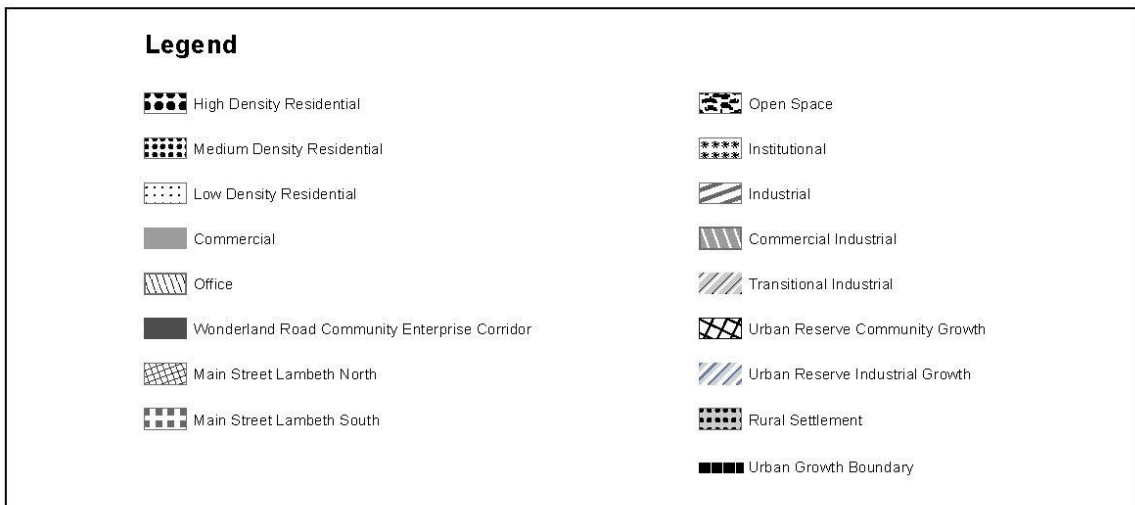 Legend
High Density Residential
Medium Density Residential
Low Density Residential
Commercial
Office
Wonderland Road Community Enterprise Corridor
Main Street Lambeth North
Main Street Lambeth South
Open Space
Institutional
Industrial
Commercial Industrial
Transitional Industrial
Urban Reserve Community Growth
Urban Reserve Industrial Growth
Rural Settlement
Urban Growth Boundary